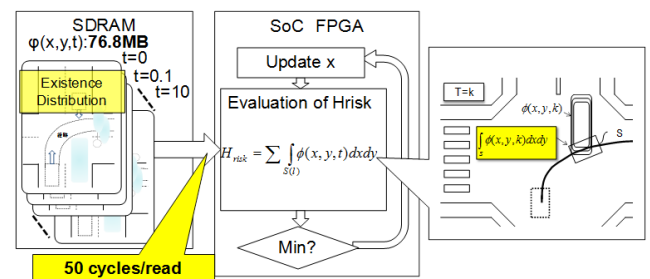 SDRAM
φ(x,y,t):76.8MB
t=0
t=0.1
t=10
Existence
Distribution
50 cycles/read
SoC FPGA
Update x
Evaluation of Hrisk
H_risk = ∑ ∫_{S(l)} φ(x, y, t)dxdy
Min?
T=k
φ(x, y, k)
∫_s φ(x, y, k)dxdy
S